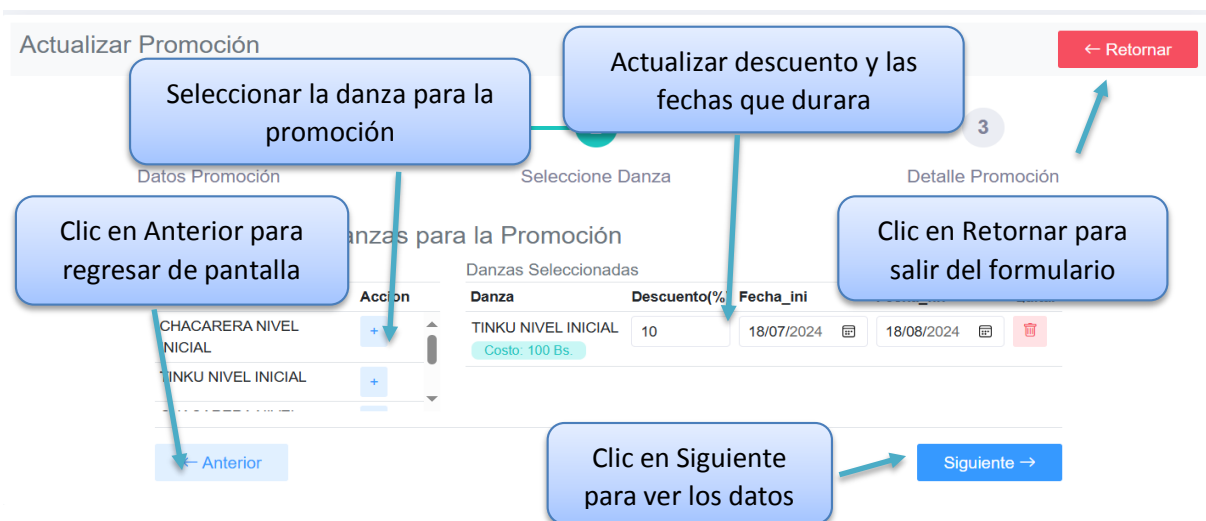 Actualizar Promoción
← Retornar
Actualizar descuento y las
fechas que durara
Seleccionar la danza para la
promoción
3
Datos Promoción
Seleccione Danza
Detalle Promoción
Clic en Anterior para
regresar de pantalla
para la Promoción
Clic en Retornar para
salir del formulario
Danzas Seleccionadas
Accion
Danza
Descuento(%)
Fecha_ini
CHACARERA NIVEL
INICIAL
+
TINKU NIVEL INICIAL
10
18/07/2024
18/08/2024
Costo: 100 Bs.
TINKU NIVEL INICIAL
+
← Anterior
Clic en Siguiente
para ver los datos
Siguiente →